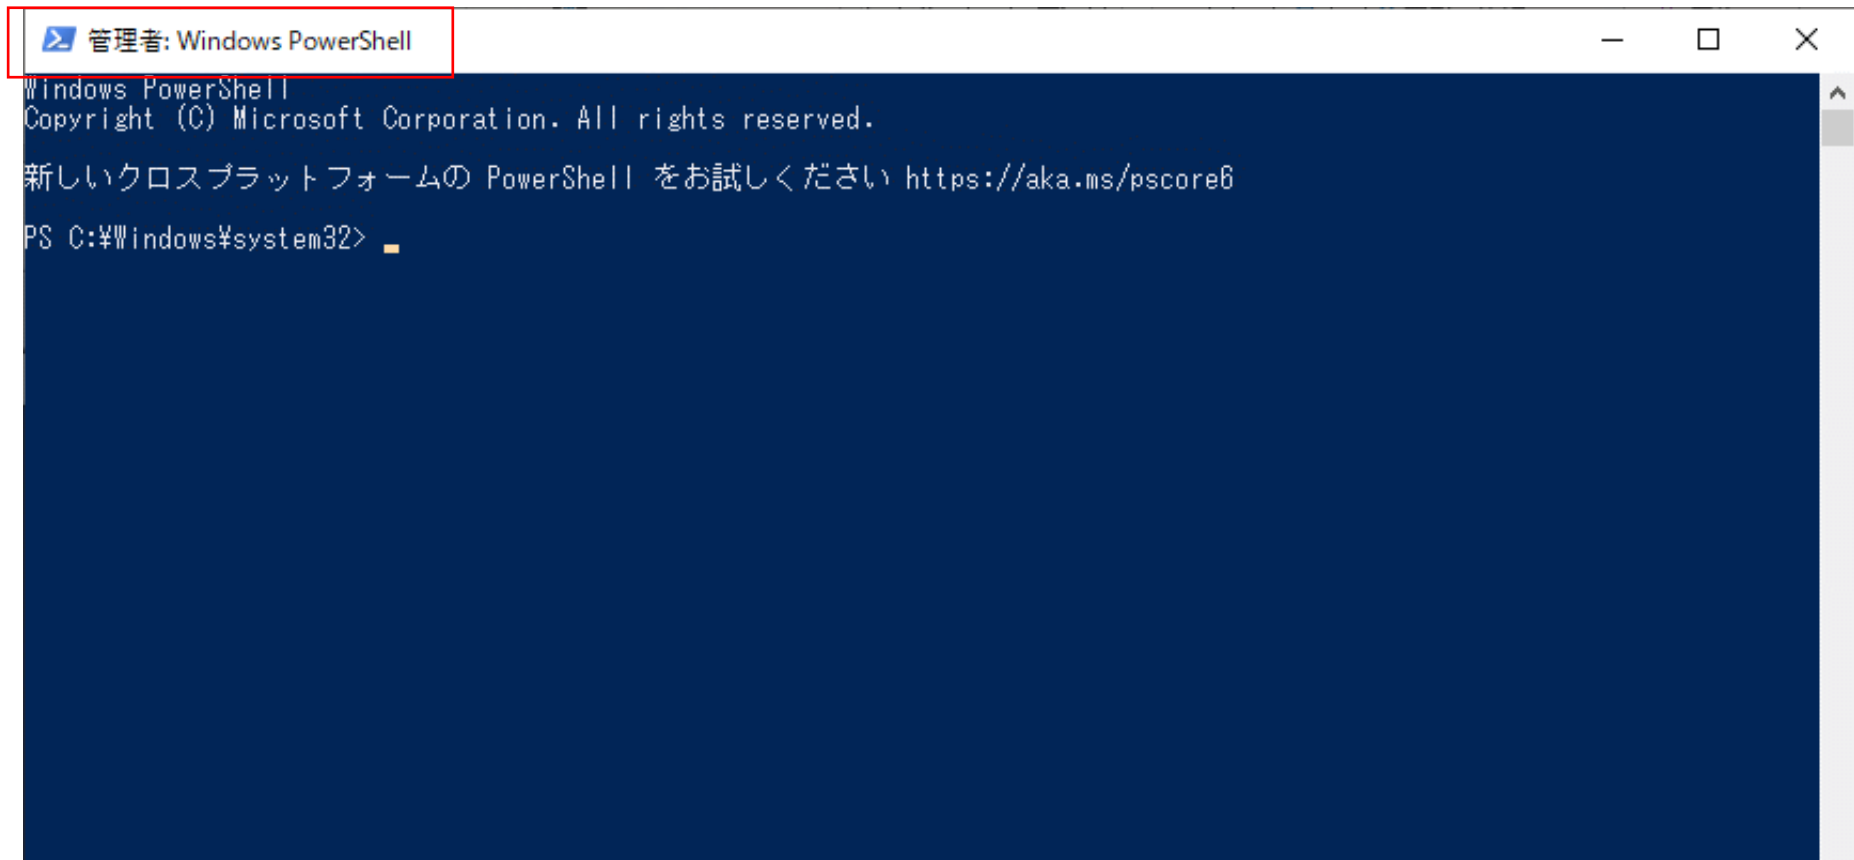 管理者: Windows PowerShell
Windows PowerShell
Copyright (C) Microsoft Corporation. All rights reserved.
新しいクロスプラットフォームの PowerShell をお試しください https://aka.ms/pscore6
PS C:¥Windows¥system32>